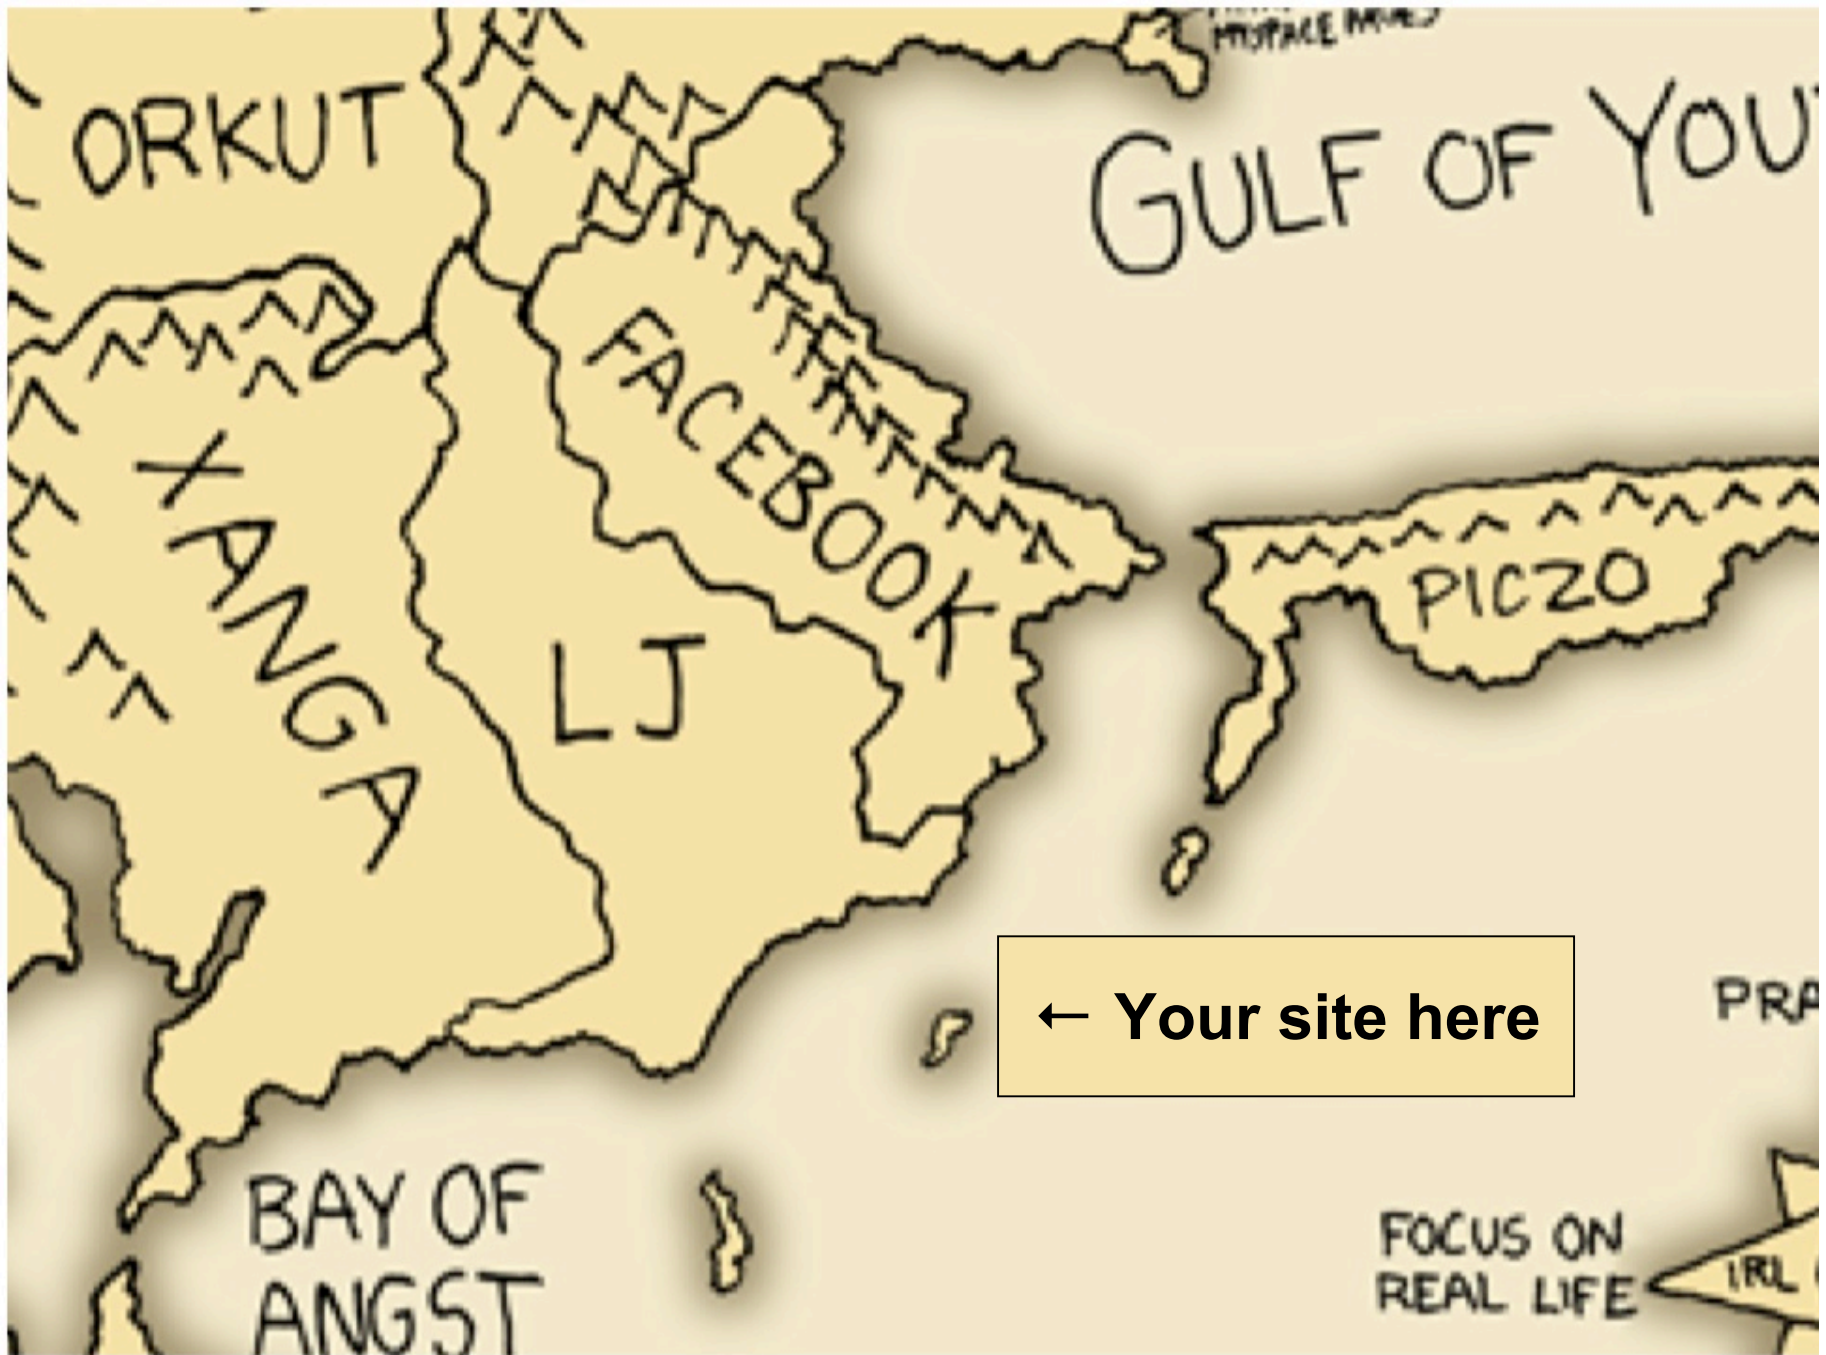 MYSPACE
ORKUT
GULF OF YOU
FACEBOOK
XANGA
PICZO
LJ
← Your site here
PRA
BAY OF
ANGST
FOCUS ON
REAL LIFE
IRL